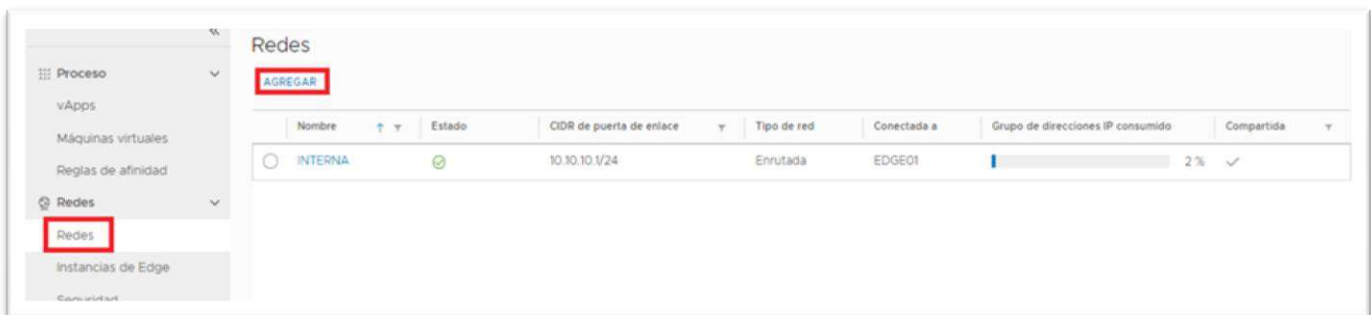 Redes
AGREGAR
Proceso
vApps
Máquinas virtuales
Reglas de afinidad
Redes
Redes
Instancias de Edge
Seguridad
Nombre Estado CIDR de puerta de enlace Tipo de red Conectada a Grupo de direcciones IP consumido Compartida
INTERNA 10.10.10.1/24 Enrutada EDGE01 2 %